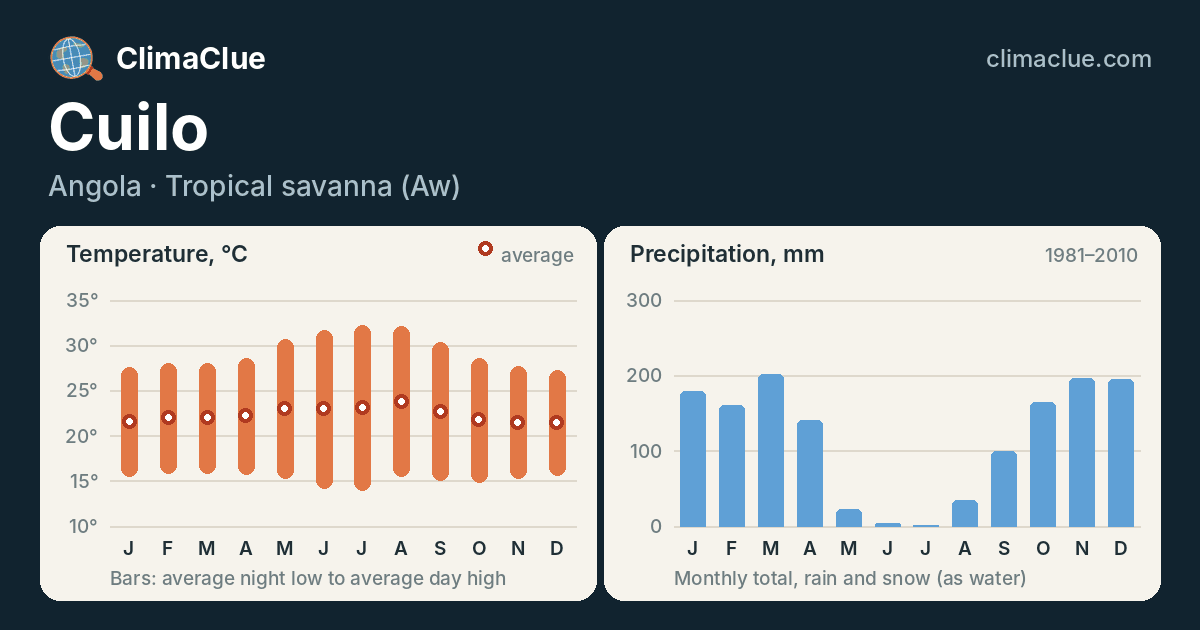 ClimaClue
climaclue.com
Cuilo
Angola · Tropical savanna (Aw)
Temperature, °C
average
35°
30°
25°
20°
15°
10°
J F M A M J J A S O N D
Bars: average night low to average day high
Precipitation, mm
1981–2010
300
200
100
0
J F M A M J J A S O N D
Monthly total, rain and snow (as water)